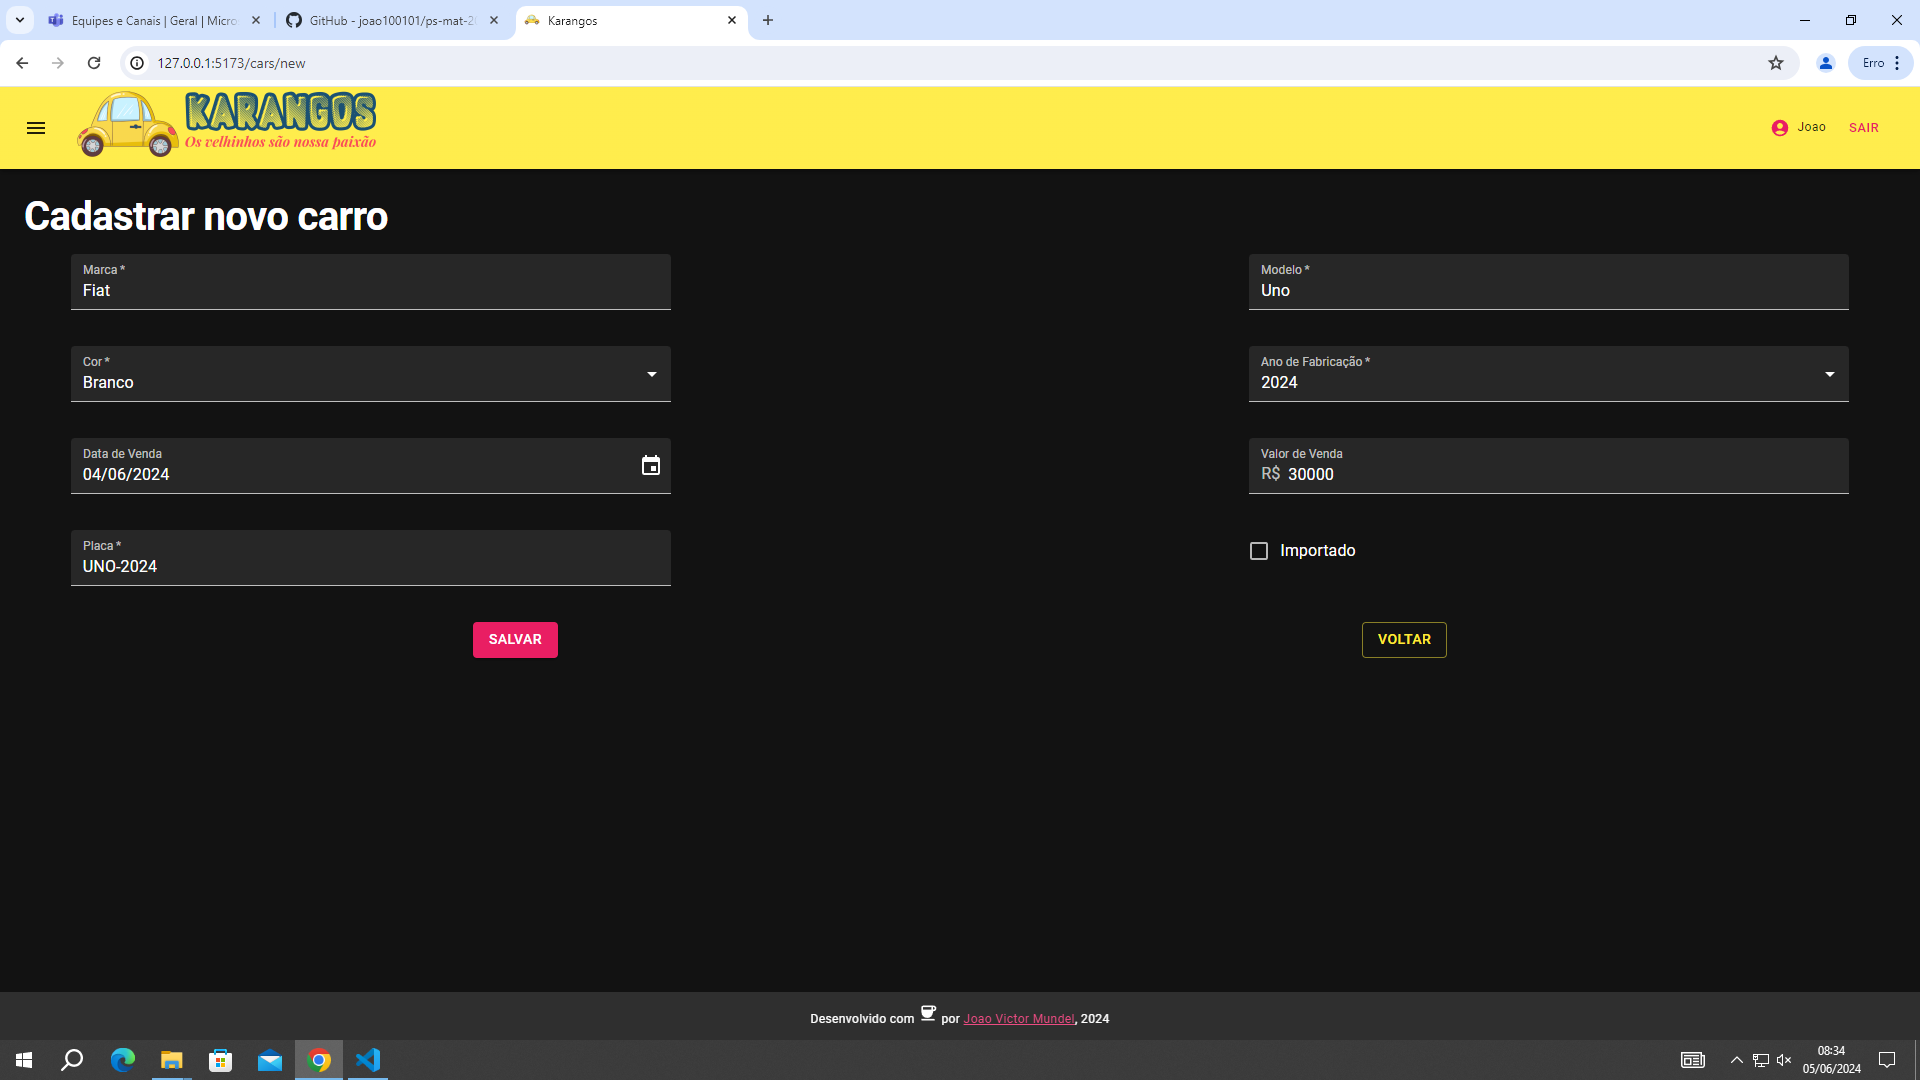 Equipes e Canais | Geral | Micro
GitHub - joao100101/ps-mat-20
Karangos
127.0.0.1:5173/cars/new
Erro
KARANGOS
Os velhinhos são nossa paixão
Joao
SAIR
Cadastrar novo carro
Marca *
Fiat
Modelo *
Uno
Cor *
Branco
Ano de Fabricação *
2024
Data de Venda
04/06/2024
Valor de Venda
R$ 30000
Placa *
UNO-2024
Importado
SALVAR
VOLTAR
Desenvolvido com por Joao Victor Mundel, 2024
08:34
05/06/2024